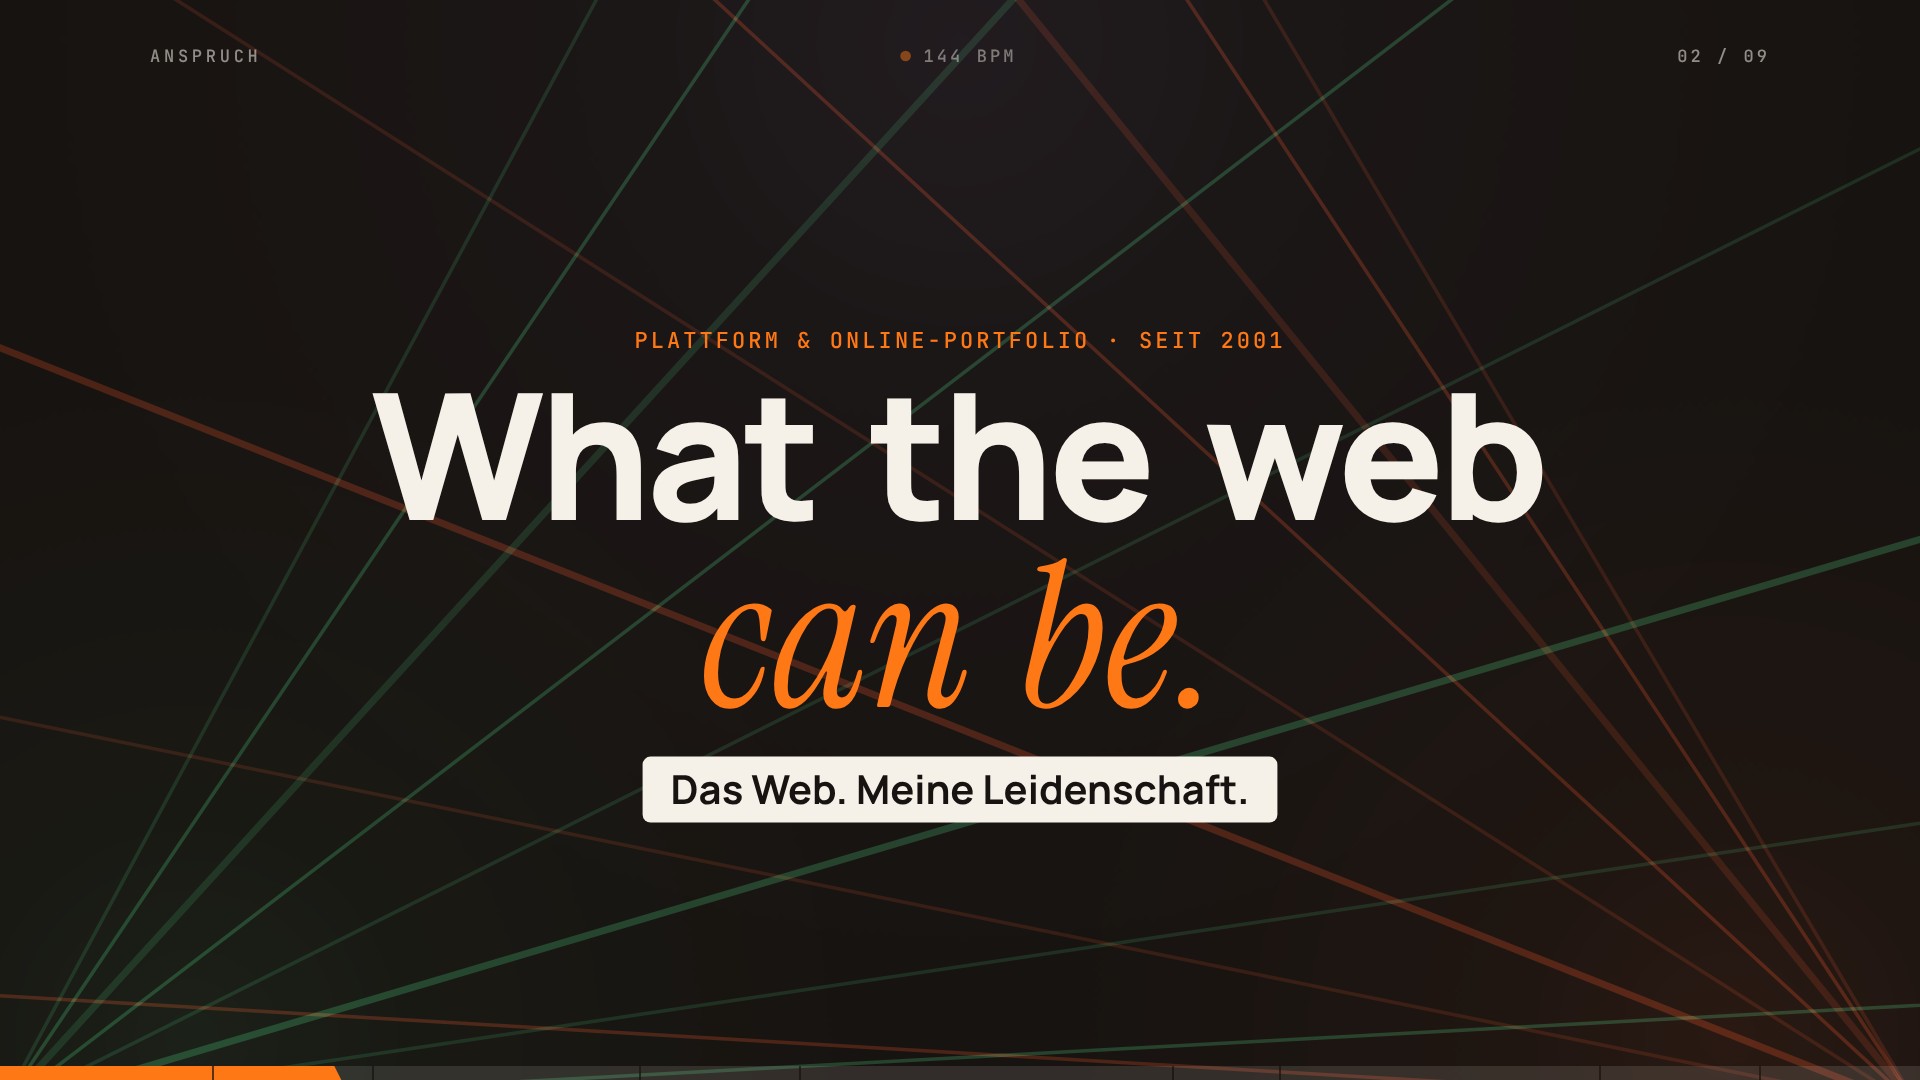 ANSPRUCH
144 BPM
02 / 09
PLATTFORM & ONLINE-PORTFOLIO · SEIT 2001
What the web
can be.
Das Web. Meine Leidenschaft.